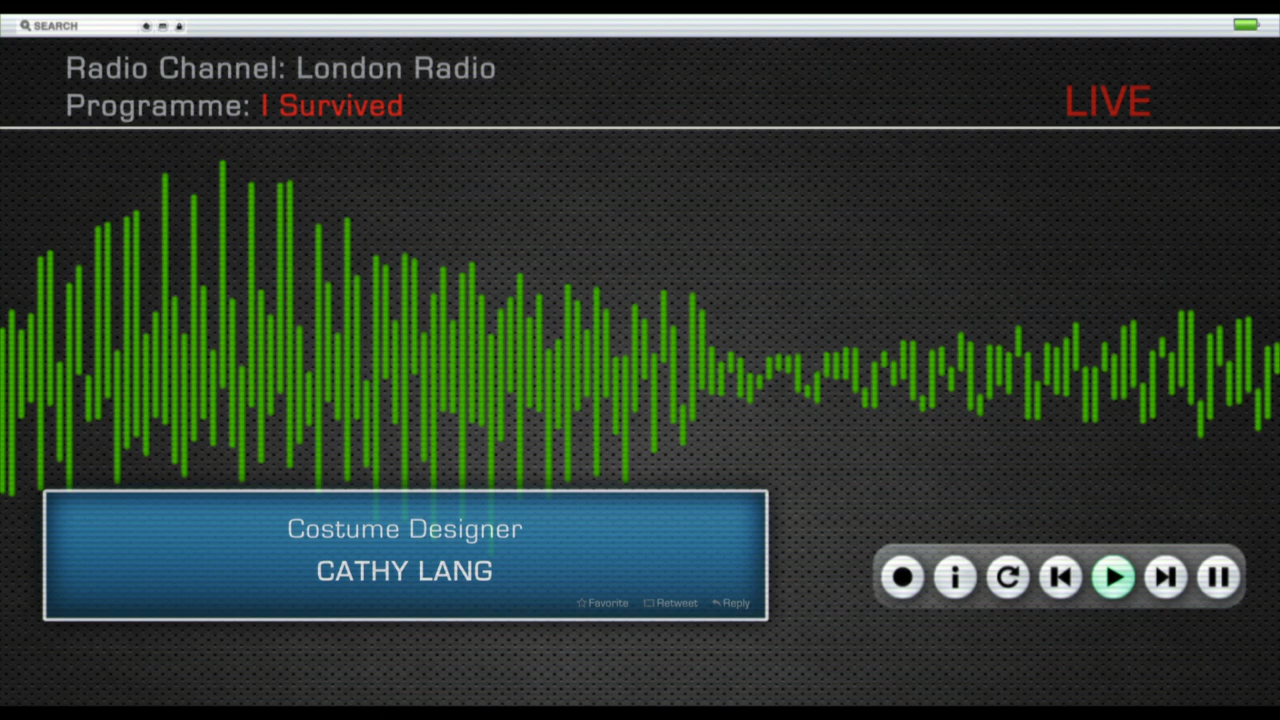 SEARCH
Radio Channel: London Radio
Programme: I Survived
LIVE
Costume Designer
CATHY LANG
Favorite Retweet Reply